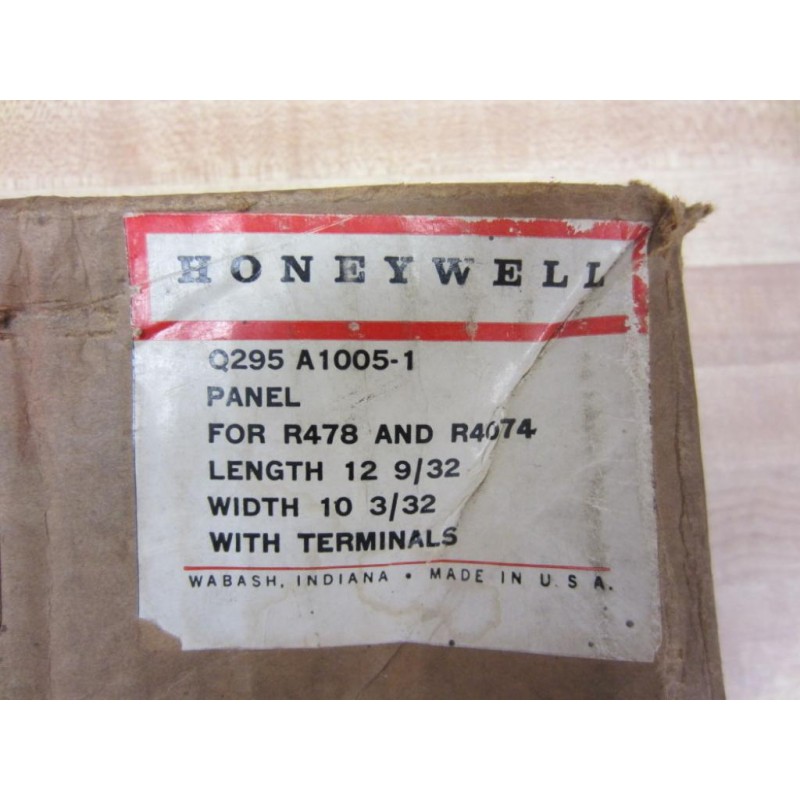 HONEYWELL
Q295 A1005-1
PANEL
FOR R478 AND R4074
LENGTH 12 9/32
WIDTH 10 3/32
WITH TERMINALS
WABASH, INDIANA • MADE IN U.S.A.